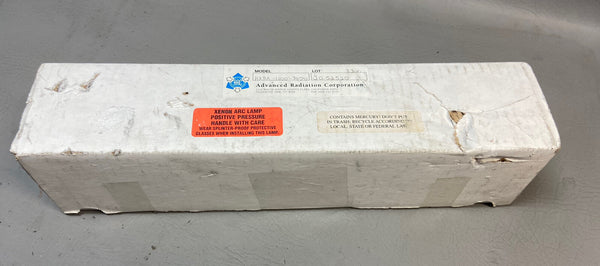 MODEL
LOT
Advanced Radiation Corporation
XENON ARC LAMP
POSITIVE PRESSURE
HANDLE WITH CARE
WEAR SPLINTER-PROOF PROTECTIVE
GLASSES WHEN INSTALLING THIS LAMP.
CONTAINS MERCURY! DON'T PUT
IN TRASH. RECYCLE ACCORDING
LOCAL, STATE OR FEDERAL LAW.